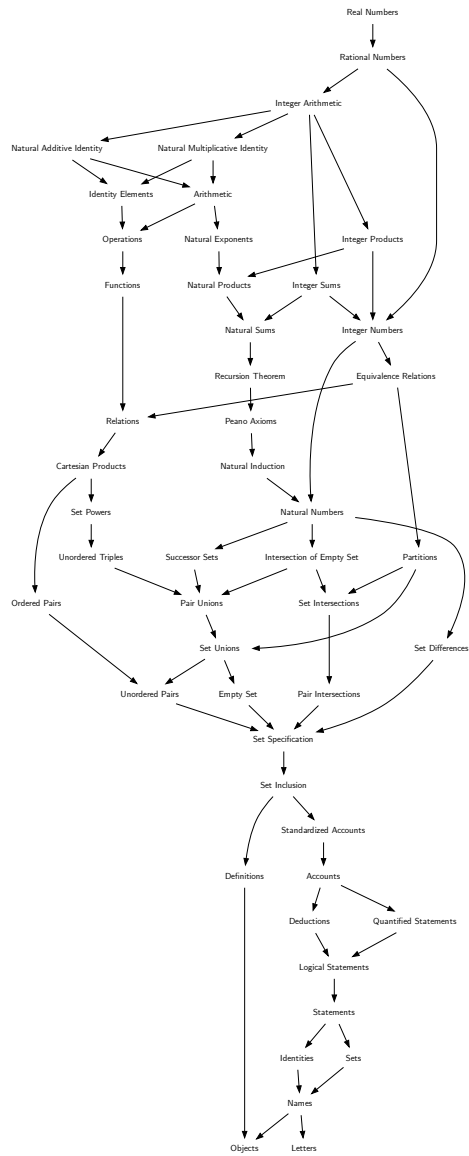 Real Numbers
Rational Numbers
Integer Arithmetic
Natural Additive Identity
Natural Multiplicative Identity
Identity Elements
Arithmetic
Operations
Natural Exponents
Integer Products
Functions
Natural Products
Integer Sums
Natural Sums
Integer Numbers
Recursion Theorem
Equivalence Relations
Relations
Peano Axioms
Cartesian Products
Natural Induction
Set Powers
Natural Numbers
Unordered Triples
Successor Sets
Intersection of Empty Set
Partitions
Ordered Pairs
Pair Unions
Set Intersections
Set Unions
Set Differences
Unordered Pairs
Empty Set
Pair Intersections
Set Specification
Set Inclusion
Standardized Accounts
Definitions
Accounts
Deductions
Quantified Statements
Logical Statements
Statements
Identities
Sets
Names
Objects
Letters